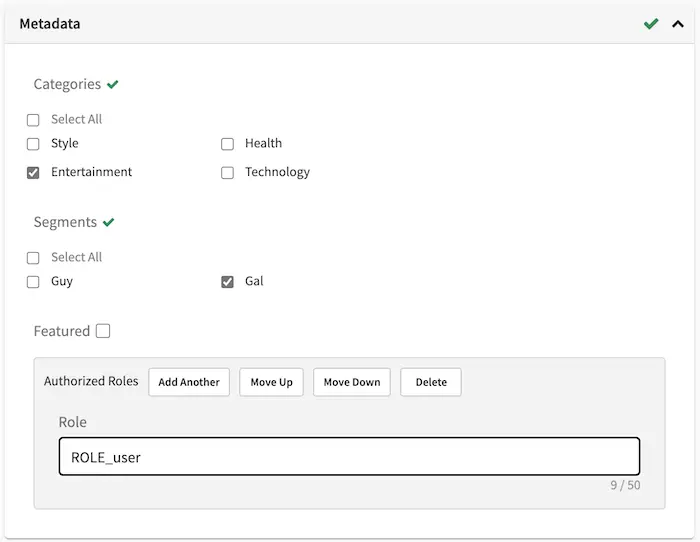 Metadata
Categories
Select All
Style Health
Entertainment Technology
Segments
Select All
Guy Gal
Featured
Authorized Roles Add Another Move Up Move Down Delete
Role
ROLE_user
9 / 50